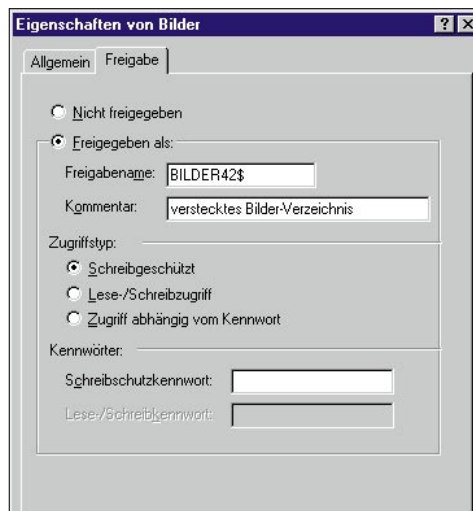 Eigenschaften von Bilder
Allgemein Freigabe
Nicht freigegeben
Freigegeben als:
Freigabename: BILDER42$
Kommentar: verstecktes Bilder-Verzeichnis
Zugriffstyp:
Schreibgeschützt
Lese-/Schreibzugriff
Zugriff abhängig vom Kennwort
Kennwörter:
Schreibschutzkennwort:
Lese-/Schreibkennwort: